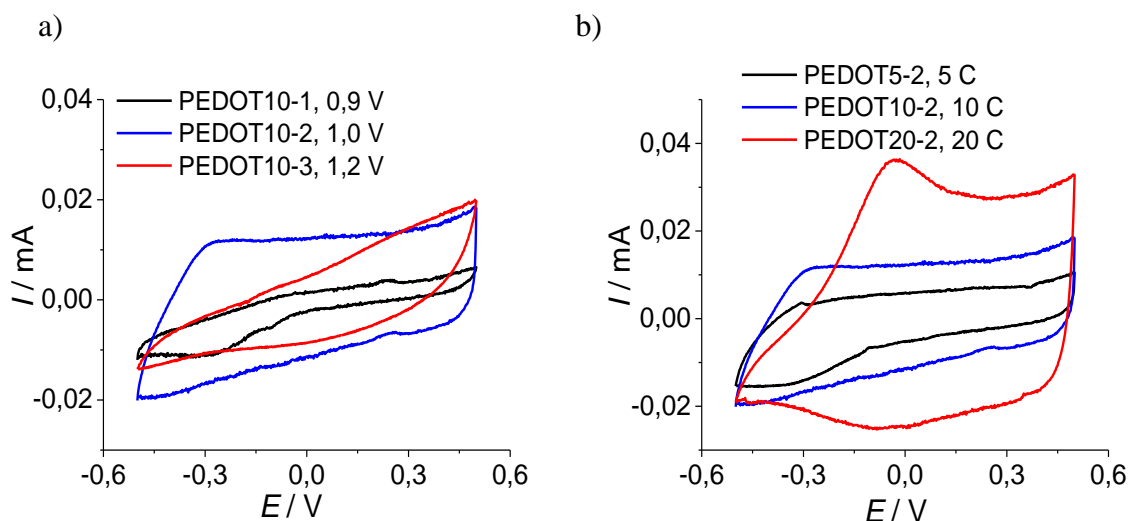 a)
PEDOT10-1, 0,9 V
PEDOT10-2, 1,0 V
PEDOT10-3, 1,2 V
0,04
0,02
0,00
-0,02
I / mA
-0,6
-0,3
0,0
0,3
0,6
E / V
b)
PEDOT5-2, 5 C
PEDOT10-2, 10 C
PEDOT20-2, 20 C
0,04
0,02
0,00
-0,02
I / mA
-0,6
-0,3
0,0
0,3
0,6
E / V